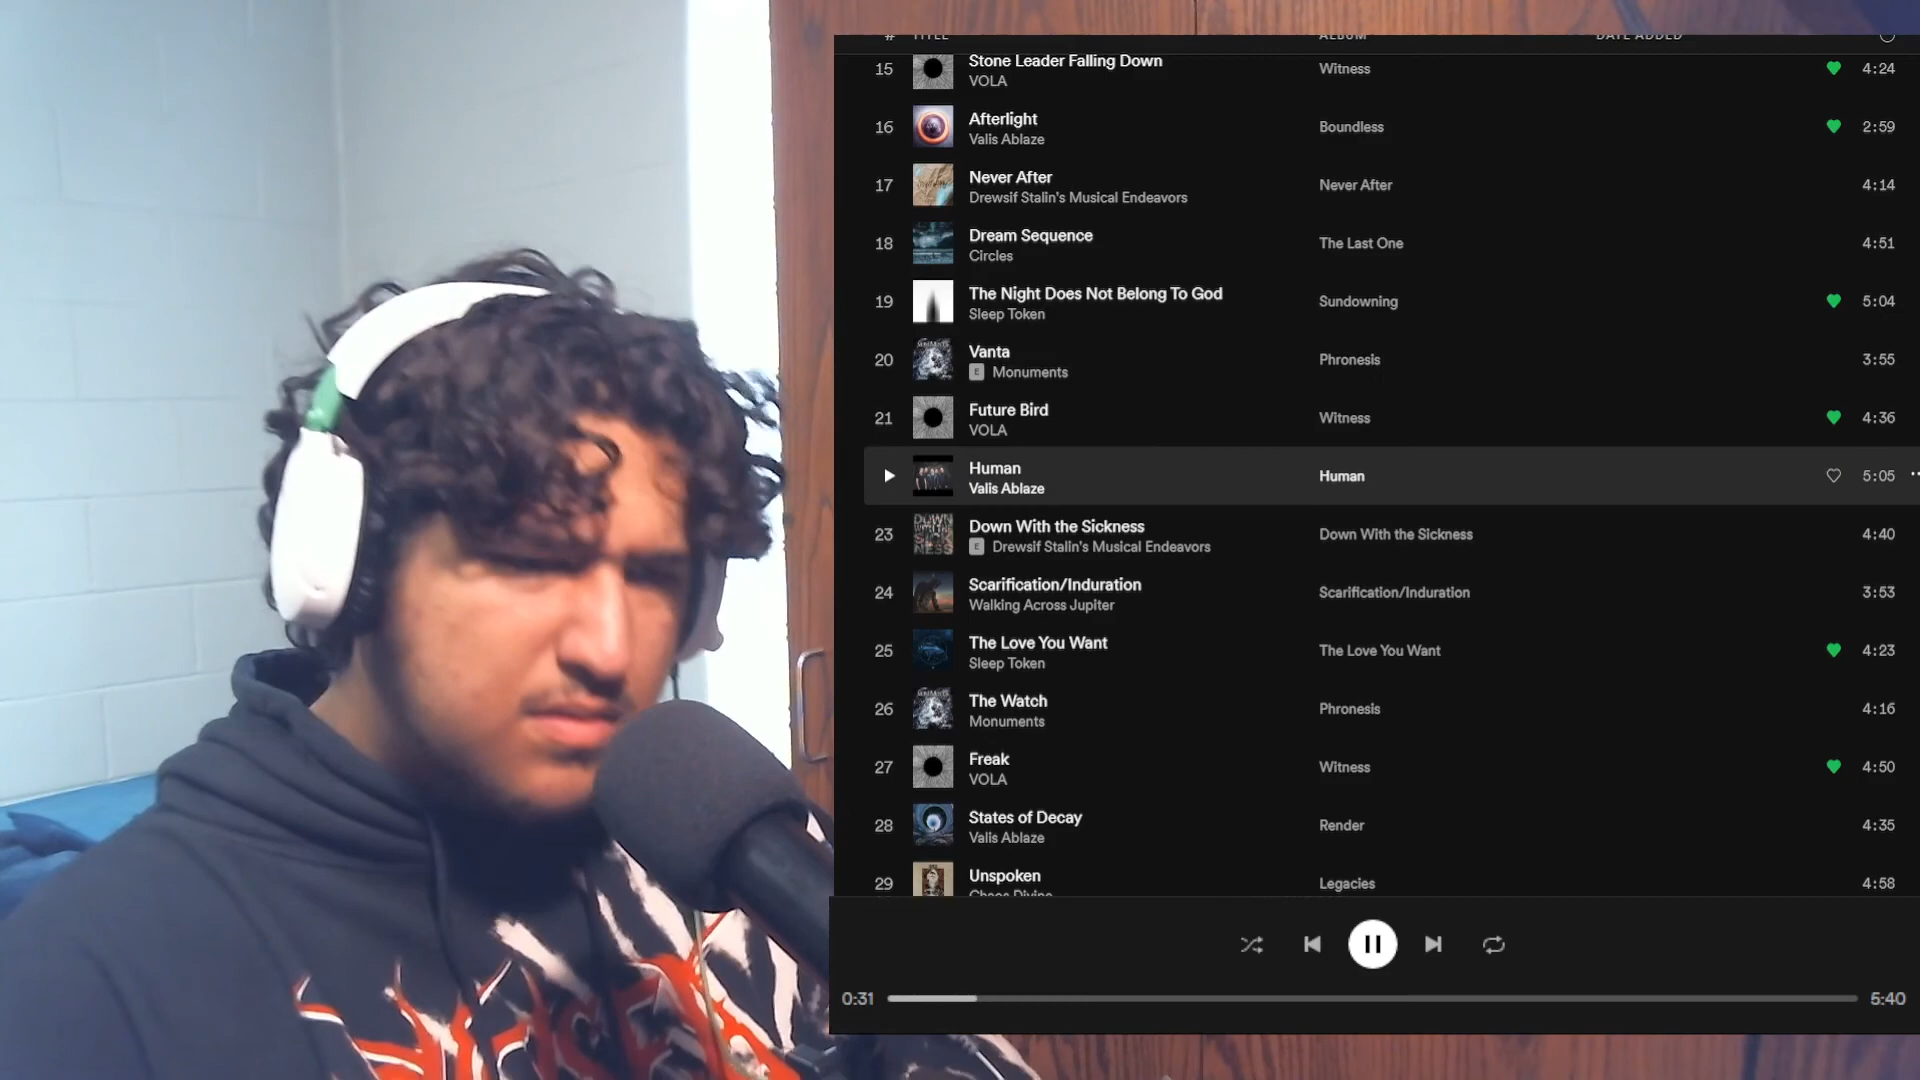 # TITLE ALBUM DATE ADDED
15 Stone Leader Falling Down Witness 4:24
VOLA
16 Afterlight Boundless 2:59
Valis Ablaze
17 Never After Never After 4:14
Drewsif Stalin's Musical Endeavors
18 Dream Sequence The Last One 4:51
Circles
19 The Night Does Not Belong To God Sundowning 5:04
Sleep Token
20 Vanta Phronesis 3:55
E Monuments
21 Future Bird Witness 4:36
VOLA
Human Human 5:05
Valis Ablaze
23 Down With the Sickness Down With the Sickness 4:40
E Drewsif Stalin's Musical Endeavors
24 Scarification/Induration Scarification/Induration 3:53
Walking Across Jupiter
25 The Love You Want The Love You Want 4:23
Sleep Token
26 The Watch Phronesis 4:16
Monuments
27 Freak Witness 4:50
VOLA
28 States of Decay Render 4:35
Valis Ablaze
29 Unspoken Legacies 4:58
Chaos Divine
0:31 5:40